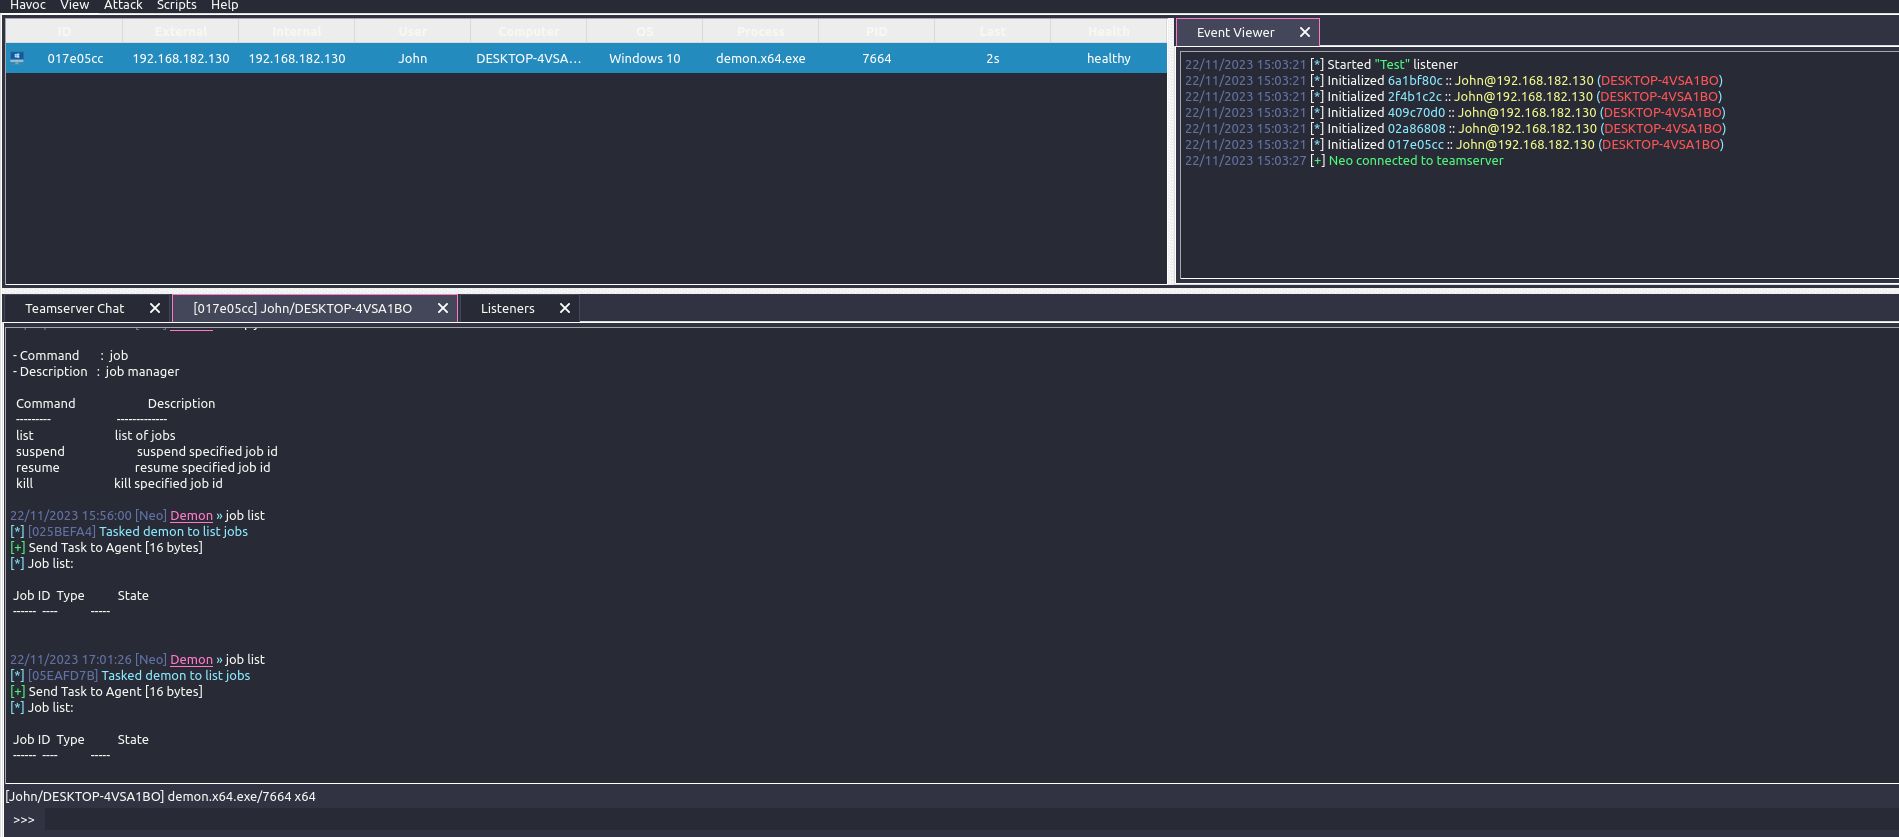 Havoc View Attack Scripts Help
ID External Internal User Computer OS Process PID Last Health
017e05cc 192.168.182.130 192.168.182.130 John DESKTOP-4VSA... Windows 10 demon.x64.exe 7664 2s healthy
Event Viewer
22/11/2023 15:03:21 [*] Started "Test" listener
22/11/2023 15:03:21 [*] Initialized 6a1bf80c :: John@192.168.182.130 (DESKTOP-4VSA1BO)
22/11/2023 15:03:21 [*] Initialized 2f4b1c2c :: John@192.168.182.130 (DESKTOP-4VSA1BO)
22/11/2023 15:03:21 [*] Initialized 409c70d0 :: John@192.168.182.130 (DESKTOP-4VSA1BO)
22/11/2023 15:03:21 [*] Initialized 02a86808 :: John@192.168.182.130 (DESKTOP-4VSA1BO)
22/11/2023 15:03:21 [*] Initialized 017e05cc :: John@192.168.182.130 (DESKTOP-4VSA1BO)
22/11/2023 15:03:27 [+] Neo connected to teamserver
Teamserver Chat [017e05cc] John/DESKTOP-4VSA1BO Listeners
- Command : job
- Description : job manager
Command Description
--------- -------------
list list of jobs
suspend suspend specified job id
resume resume specified job id
kill kill specified job id
22/11/2023 15:56:00 [Neo] Demon » job list
[*] [025BEFA4] Tasked demon to list jobs
[+] Send Task to Agent [16 bytes]
[*] Job list:
Job ID Type State
------ ---- -----
22/11/2023 17:01:26 [Neo] Demon » job list
[*] [05EAFD7B] Tasked demon to list jobs
[+] Send Task to Agent [16 bytes]
[*] Job list:
Job ID Type State
------ ---- -----
[John/DESKTOP-4VSA1BO] demon.x64.exe/7664 x64
>>>